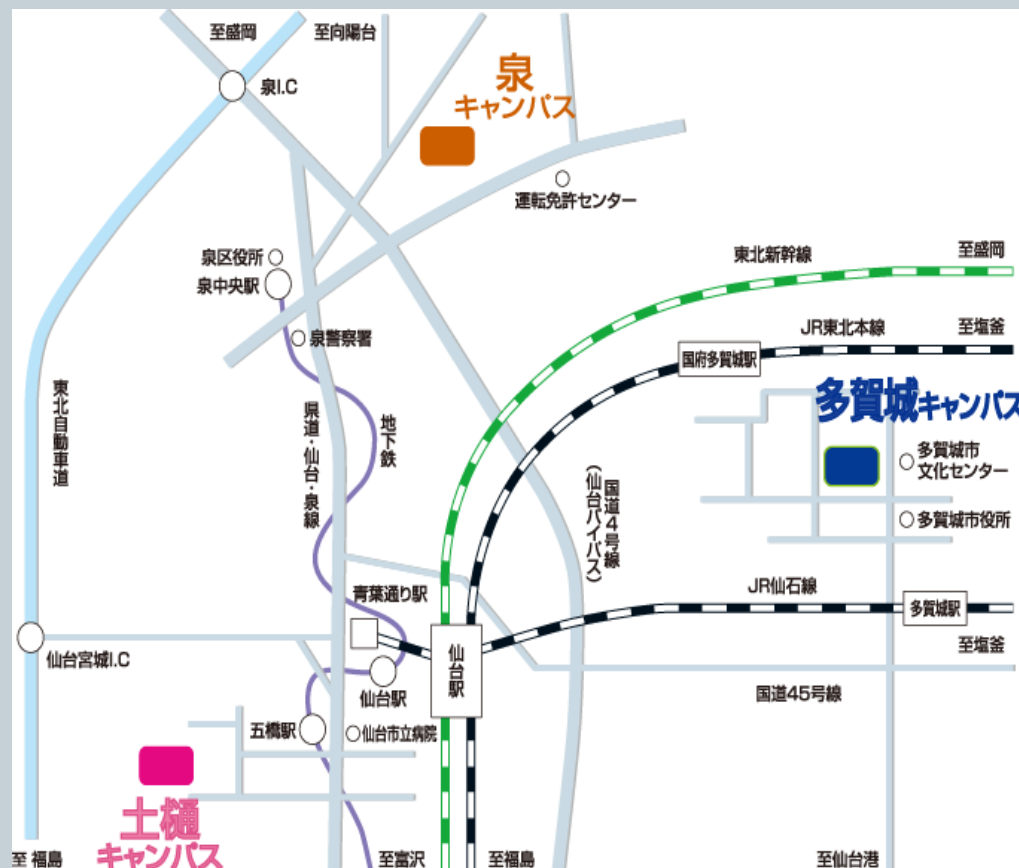 至盛岡
至向陽台
泉I.C
泉
キャンパス
運転免許センター
泉区役所
泉中央駅
泉警察署
東北新幹線
至盛岡
JR東北本線
至塩釜
国府多賀城駅
多賀城キャンパス
東北自動車道
県道・仙台・泉線
地下鉄
国道4号線
(仙台バイパス)
多賀城市
文化センター
多賀城市役所
青葉通り駅
JR仙石線
多賀城駅
至塩釜
仙台宮城I.C
仙台駅
仙台駅
国道45号線
五橋駅
仙台市立病院
土樋
キャンパス
至 福島
至富沢
至福島
至仙台港